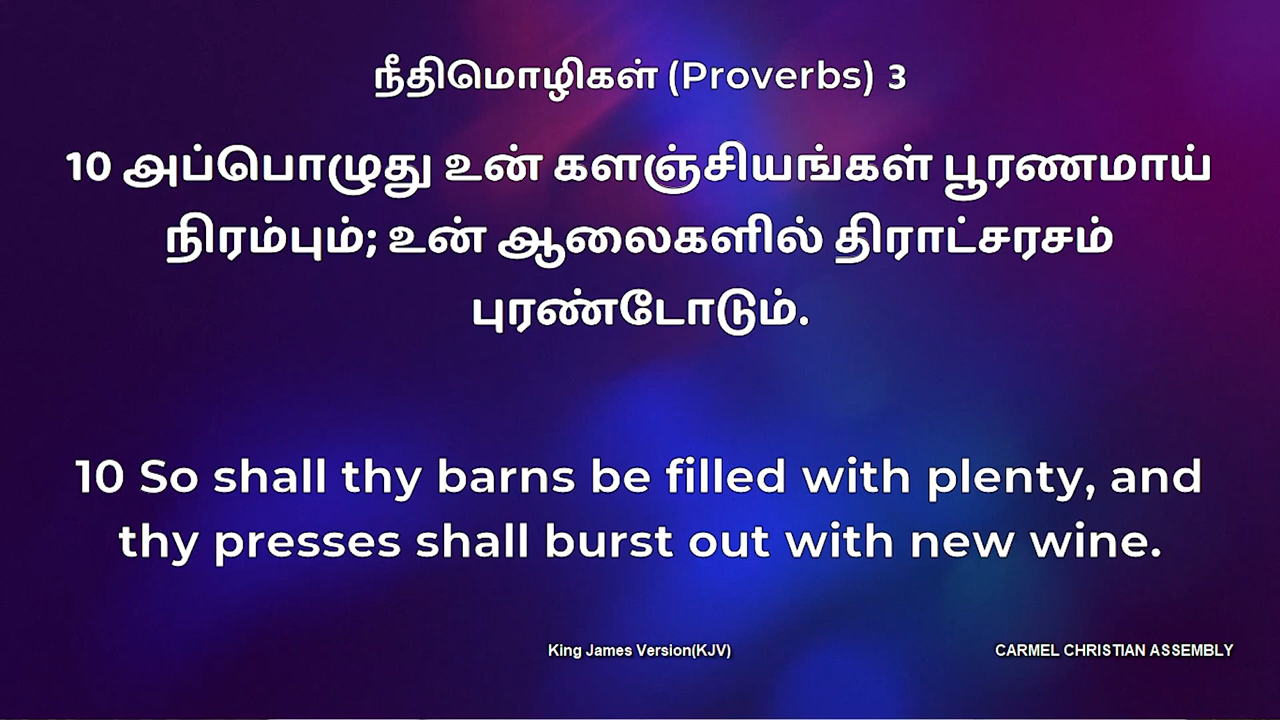 நீதிமொழிகள் (Proverbs) 3
10 அப்பொழுது உன் களஞ்சியங்கள் பூரணமாய்
நிரம்பும்; உன் ஆலைகளில் திராட்சரசம்
புரண்டோடும்.
10 So shall thy barns be filled with plenty, and
thy presses shall burst out with new wine.
King James Version(KJV)
CARMEL CHRISTIAN ASSEMBLY